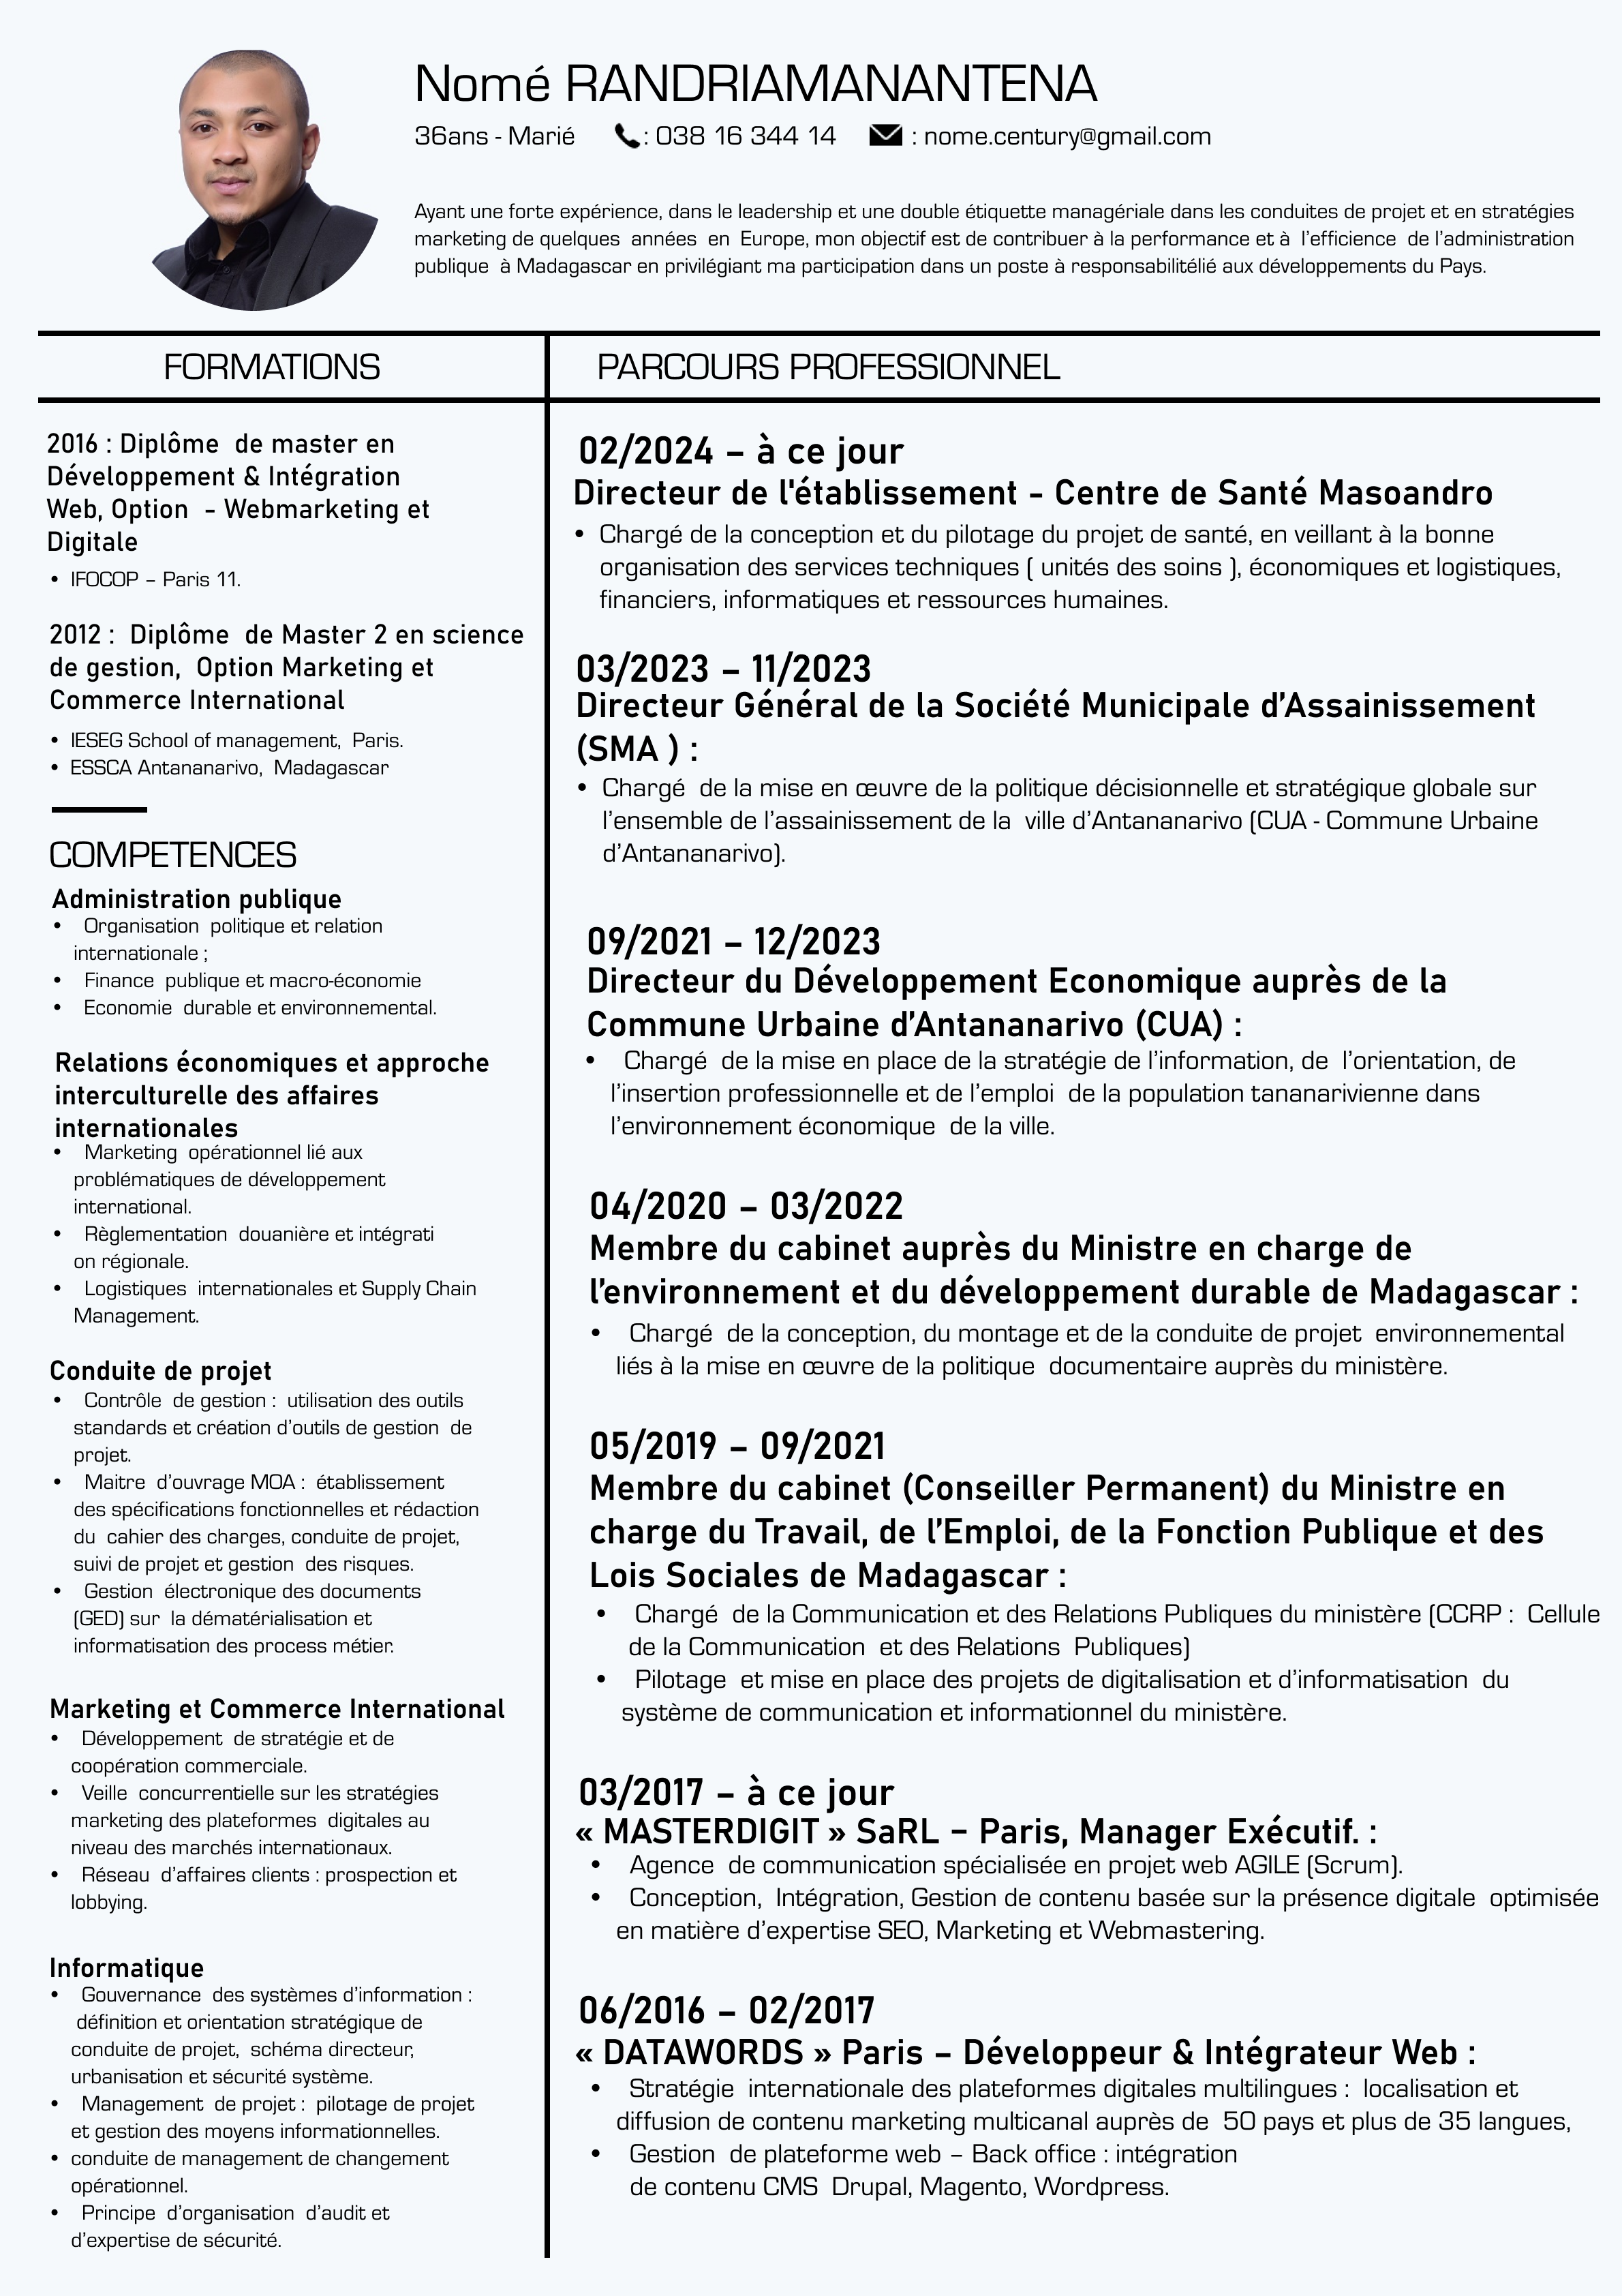 Nomé RANDRIAMANANTENA
36ans - Marié : 038 16 344 14 : nome.century@gmail.com
Ayant une forte expérience, dans le leadership et une double étiquette managériale dans les conduites de projet et en stratégies
marketing de quelques années en Europe, mon objectif est de contribuer à la performance et à l’efficience de l’administration
publique à Madagascar en privilégiant ma participation dans un poste à responsabilitélié aux développements du Pays.
FORMATIONS
2016 : Diplôme de master en
Développement & Intégration
Web, Option - Webmarketing et
Digitale
• IFOCOP – Paris 11.
2012 : Diplôme de Master 2 en science
de gestion, Option Marketing et
Commerce International
• IESEG School of management, Paris.
• ESSCA Antananarivo, Madagascar
COMPETENCES
Administration publique
• Organisation politique et relation
internationale ;
• Finance publique et macro-économie
• Economie durable et environnemental.
Relations économiques et approche
interculturelle des affaires
internationales
• Marketing opérationnel lié aux
problématiques de développement
international.
• Règlementation douanière et intégrati
on régionale.
• Logistiques internationales et Supply Chain
Management.
Conduite de projet
• Contrôle de gestion : utilisation des outils
standards et création d’outils de gestion de
projet.
• Maitre d’ouvrage MOA : établissement
des spécifications fonctionnelles et rédaction
du cahier des charges, conduite de projet,
suivi de projet et gestion des risques.
• Gestion électronique des documents
(GED) sur la dématérialisation et
informatisation des process métier.
Marketing et Commerce International
• Développement de stratégie et de
coopération commerciale.
• Veille concurrentielle sur les stratégies
marketing des plateformes digitales au
niveau des marchés internationaux.
• Réseau d’affaires clients : prospection et
lobbying.
Informatique
• Gouvernance des systèmes d’information :
définition et orientation stratégique de
conduite de projet, schéma directeur,
urbanisation et sécurité système.
• Management de projet : pilotage de projet
et gestion des moyens informationnelles.
• conduite de management de changement
opérationnel.
• Principe d’organisation d’audit et
d’expertise de sécurité.
PARCOURS PROFESSIONNEL
02/2024 – à ce jour
Directeur de l'établissement - Centre de Santé Masoandro
• Chargé de la conception et du pilotage du projet de santé, en veillant à la bonne
organisation des services techniques ( unités des soins ), économiques et logistiques,
financiers, informatiques et ressources humaines.
03/2023 – 11/2023
Directeur Général de la Société Municipale d’Assainissement
(SMA ) :
• Chargé de la mise en œuvre de la politique décisionnelle et stratégique globale sur
l’ensemble de l’assainissement de la ville d’Antananarivo (CUA - Commune Urbaine
d’Antananarivo).
09/2021 – 12/2023
Directeur du Développement Economique auprès de la
Commune Urbaine d’Antananarivo (CUA) :
• Chargé de la mise en place de la stratégie de l’information, de l’orientation, de
l’insertion professionnelle et de l’emploi de la population tananarivienne dans
l’environnement économique de la ville.
04/2020 – 03/2022
Membre du cabinet auprès du Ministre en charge de
l’environnement et du développement durable de Madagascar :
• Chargé de la conception, du montage et de la conduite de projet environnemental
liés à la mise en œuvre de la politique documentaire auprès du ministère.
05/2019 – 09/2021
Membre du cabinet (Conseiller Permanent) du Ministre en
charge du Travail, de l’Emploi, de la Fonction Publique et des
Lois Sociales de Madagascar :
• Chargé de la Communication et des Relations Publiques du ministère (CCRP : Cellule
de la Communication et des Relations Publiques)
• Pilotage et mise en place des projets de digitalisation et d’informatisation du
système de communication et informationnel du ministère.
03/2017 – à ce jour
« MASTERDIGIT » SaRL – Paris, Manager Exécutif. :
• Agence de communication spécialisée en projet web AGILE (Scrum).
• Conception, Intégration, Gestion de contenu basée sur la présence digitale optimisée
en matière d’expertise SEO, Marketing et Webmastering.
06/2016 – 02/2017
« DATAWORDS » Paris – Développeur & Intégrateur Web :
• Stratégie internationale des plateformes digitales multilingues : localisation et
diffusion de contenu marketing multicanal auprès de 50 pays et plus de 35 langues,
• Gestion de plateforme web – Back office : intégration
de contenu CMS Drupal, Magento, Wordpress.